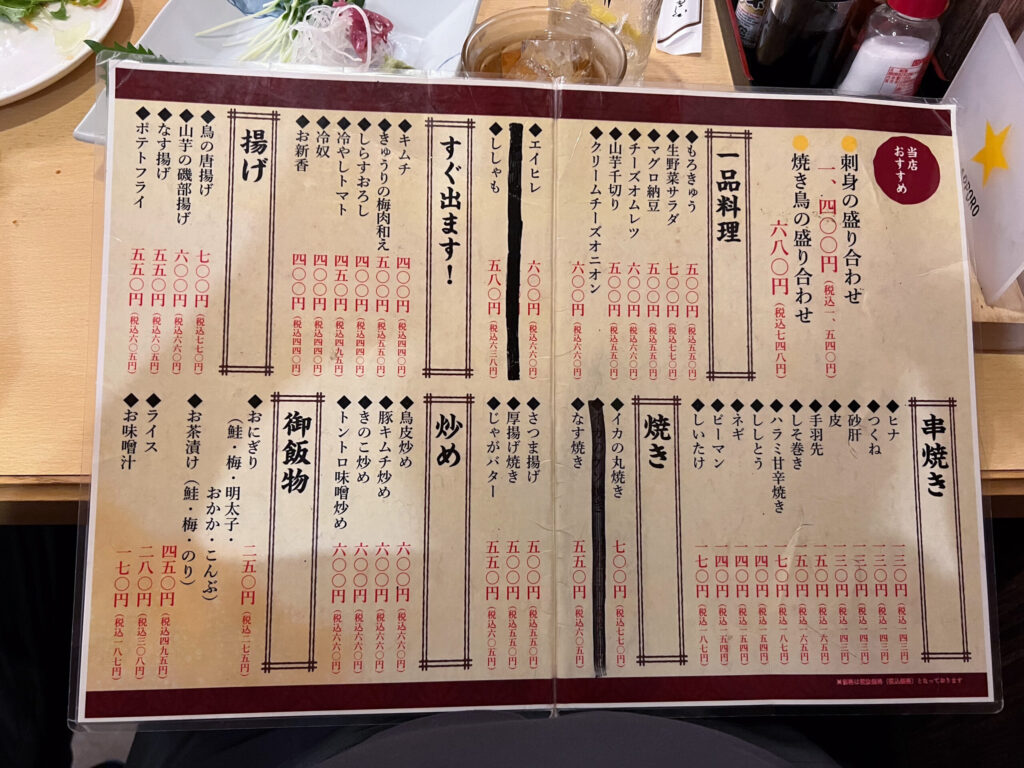 当店
おすすめ
●刺身の盛り合わせ
一、四〇〇円(税込一、五四〇円)
●焼き鳥の盛り合わせ
六八〇円(税込七四八円)
一品料理
◆もろきゅう 五〇〇円(税込五五〇円)
◆生野菜サラダ 七〇〇円(税込七七〇円)
◆マグロ納豆 五〇〇円(税込五五〇円)
◆チーズオムレツ 六〇〇円(税込六六〇円)
◆山芋千切り 五〇〇円(税込五五〇円)
◆クリームチーズオニオン 六〇〇円(税込六六〇円)
◆エイヒレ 六〇〇円(税込六六〇円)
◆ししゃも 五八〇円(税込六三八円)
すぐ出ます!
◆キムチ 四〇〇円(税込四四〇円)
◆きゅうりの梅肉和え 五〇〇円(税込五五〇円)
◆しらすおろし 四〇〇円(税込四四〇円)
◆冷やしトマト 四五〇円(税込四九五円)
◆冷奴 四〇〇円(税込四四〇円)
◆お新香 四〇〇円(税込四四〇円)
揚げ
◆鳥の唐揚げ 七〇〇円(税込七七〇円)
◆山芋の磯部揚げ 六〇〇円(税込六六〇円)
◆なす揚げ 五五〇円(税込六〇五円)
◆ポテトフライ 五五〇円(税込六〇五円)
串焼き
◆ヒナ 一三〇円(税込一四三円)
◆つくね 一三〇円(税込一四三円)
◆砂肝 一三〇円(税込一四三円)
◆皮 一三〇円(税込一四三円)
◆手羽先 一五〇円(税込一六五円)
◆しそ巻き 一五〇円(税込一六五円)
◆ハラミ甘辛焼き 一七〇円(税込一八七円)
◆ししとう 一四〇円(税込一五四円)
◆ネギ 一四〇円(税込一五四円)
◆ピーマン 一四〇円(税込一五四円)
◆しいたけ 一七〇円(税込一八七円)
焼き
◆イカの丸焼き 七〇〇円(税込七七〇円)
◆なす焼き 五五〇円(税込六〇五円)
◆さつま揚げ 五〇〇円(税込五五〇円)
◆厚揚げ焼き 五〇〇円(税込五五〇円)
◆じゃがバター 五五〇円(税込六〇五円)
炒め
◆鳥皮炒め 六〇〇円(税込六六〇円)
◆豚キムチ炒め 六〇〇円(税込六六〇円)
◆きのこ炒め 六〇〇円(税込六六〇円)
◆トントロ味噌炒め 六〇〇円(税込六六〇円)
御飯物
◆おにぎり 二五〇円(税込二七五円)
(鮭・梅・明太子・
おかか・こんぶ)
◆お茶漬け(鮭・梅・のり) 四五〇円(税込四九五円)
◆ライス 二八〇円(税込三〇八円)
◆お味噌汁 一七〇円(税込一八七円)